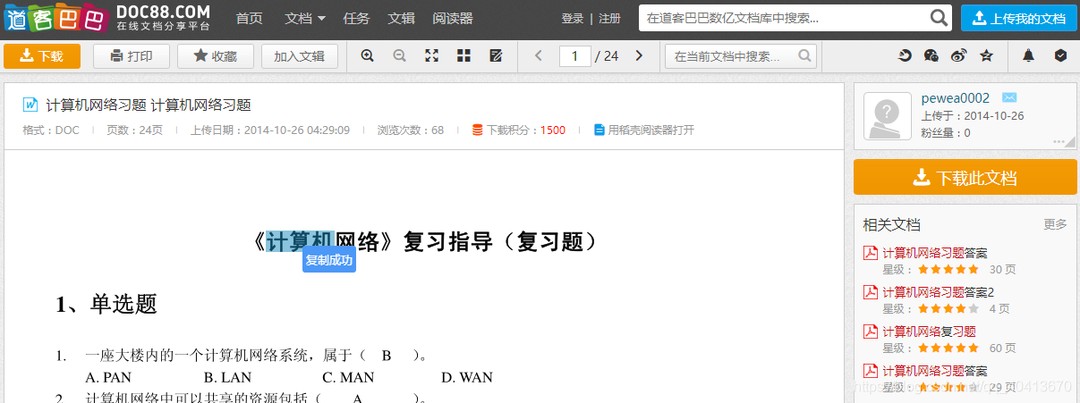 道客巴巴 DOC88.COM 在线文档分享平台 首页 文档 任务 文辑 阅读器 登录 | 注册 在道客巴巴数亿文档库中搜索... 上传我的文档
下载 打印 收藏 加入文辑 1 / 24 在当前文档中搜索...
计算机网络习题 计算机网络习题
格式：DOC 页数：24页 上传日期：2014-10-26 04:29:09 浏览次数：68 下载积分：1500 用稻壳阅读器打开
《计算机网络》复习指导（复习题）
复制成功
1、单选题
1. 一座大楼内的一个计算机网络系统，属于（ B ）。
A. PAN B. LAN C. MAN D. WAN
2. 计算机网络中可以共享的资源包括（ A ）。
pewea0002
上传于：2014-10-26
粉丝量：0
下载此文档
相关文档 更多
计算机网络习题答案
星级： 30 页
计算机网络习题答案2
星级： 4 页
计算机网络复习题
星级： 60 页
计算机网络习题答案
星级： 29 页